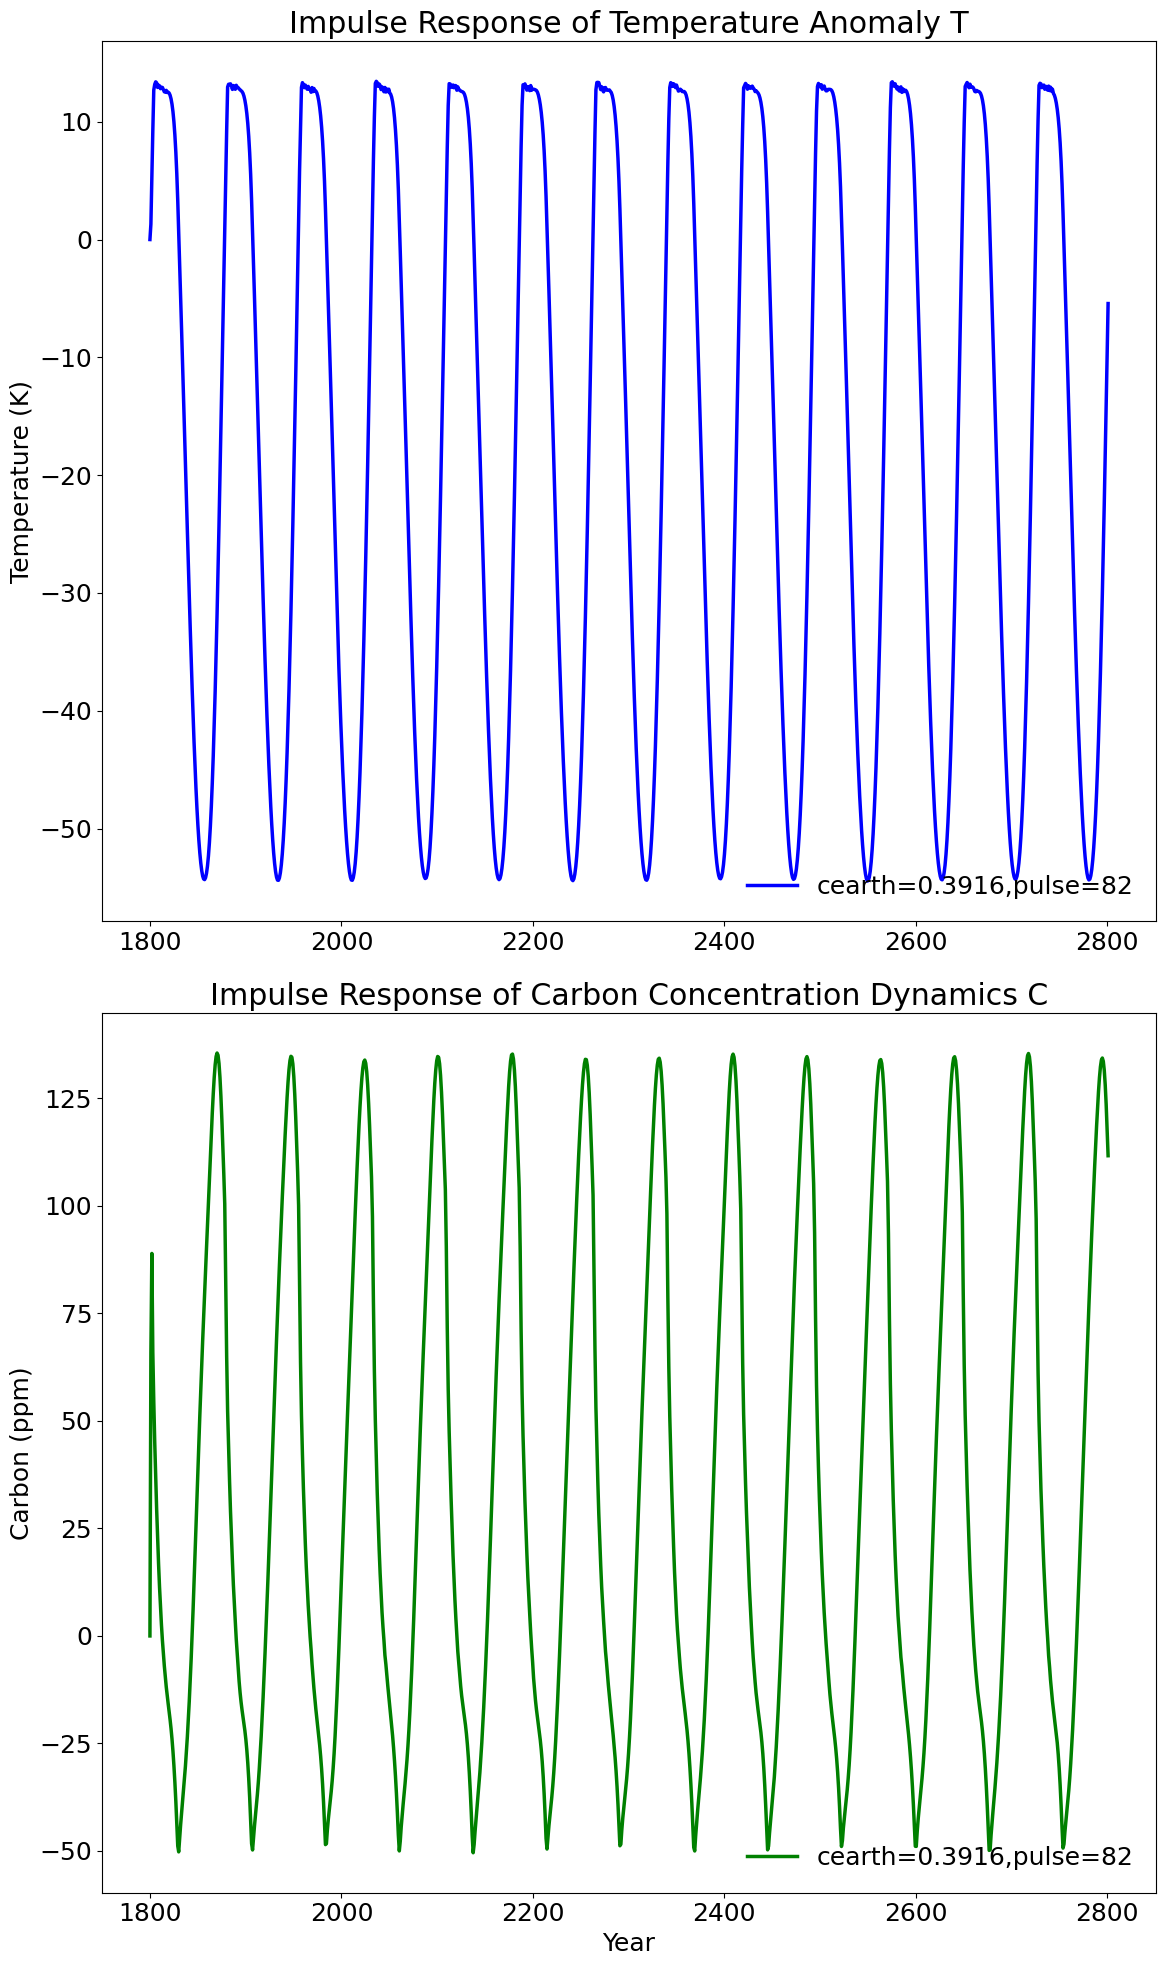 Impulse Response of Temperature Anomaly T
Temperature (K)
10
0
−10
−20
−30
−40
−50
cearth=0.3916,pulse=82
1800 2000 2200 2400 2600 2800
Impulse Response of Carbon Concentration Dynamics C
Carbon (ppm)
125
100
75
50
25
0
−25
−50
cearth=0.3916,pulse=82
1800 2000 2200 2400 2600 2800
Year